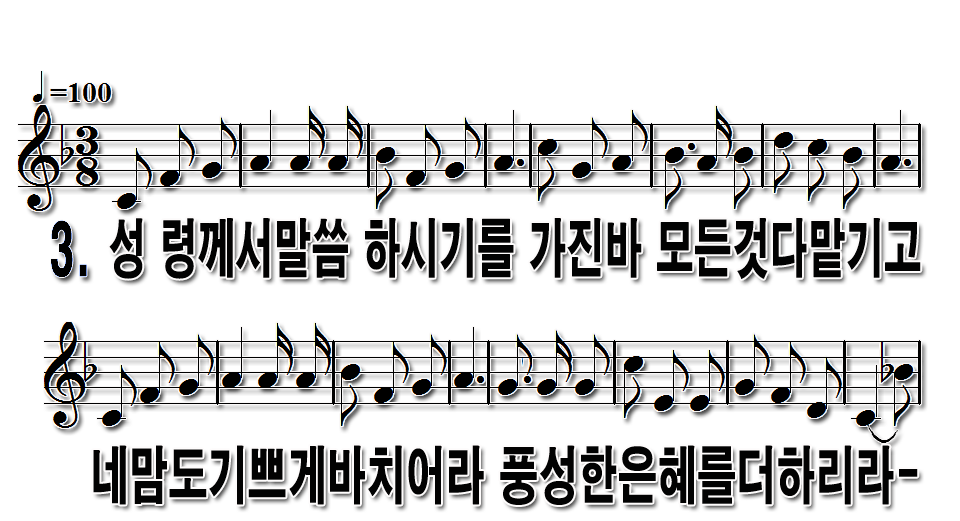 ♩=100
3
8
3. 성 령께서말씀 하시기를 가진바 모든것다맡기고
네맘도기쁘게바치어라 풍성한은혜를더하리라-